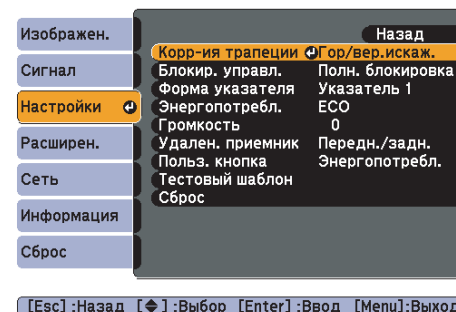 Изображен.
Сигнал
Настройки
Расширен.
Сеть
Информация
Сброс
Назад
Корр-ия трапеции Гор/вер.искаж.
Блокир. управл. Полн. блокировка
Форма указателя Указатель 1
Энергопотребл. ECO
Громкость 0
Удален. приемник Передн./задн.
Польз. кнопка Энергопотребл.
Тестовый шаблон
Сброс
[Esc] :Назад [◆] :Выбор [Enter] :Ввод [Menu]:Выход